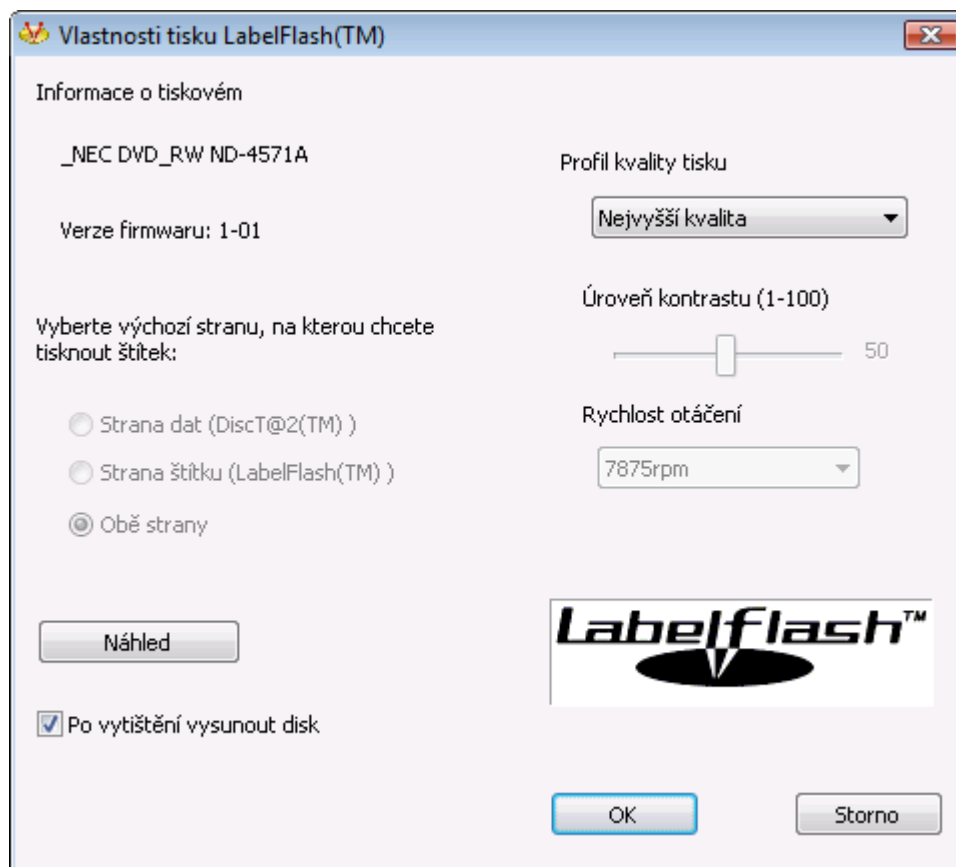 Vlastnosti tisku LabelFlash(TM)
Informace o tiskovém
_NEC DVD_RW ND-4571A
Verze firmwaru: 1-01
Vyberte výchozí stranu, na kterou chcete
tisknout štítek:
Strana dat (DiscT@2(TM) )
Strana štítku (LabelFlash(TM) )
Obě strany
Náhled
Po vytištění vysunout disk
Profil kvality tisku
Nejvyšší kvalita
Úroveň kontrastu (1-100)
50
Rychlost otáčení
7875rpm
Labelflash™
OK
Storno